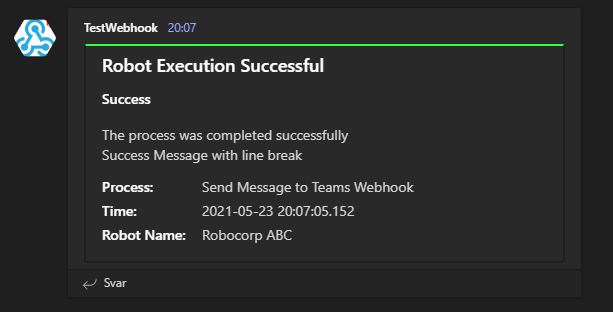 TestWebhook 20:07
Robot Execution Successful
Success
The process was completed successfully
Success Message with line break
Process: Send Message to Teams Webhook
Time: 2021-05-23 20:07:05.152
Robot Name: Robocorp ABC
Svar